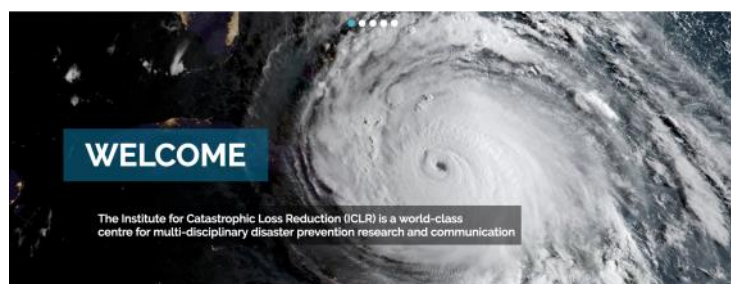 WELCOME
The Institute for Catastrophic Loss Reduction (ICLR) is a world-class
centre for multi-disciplinary disaster prevention research and communication